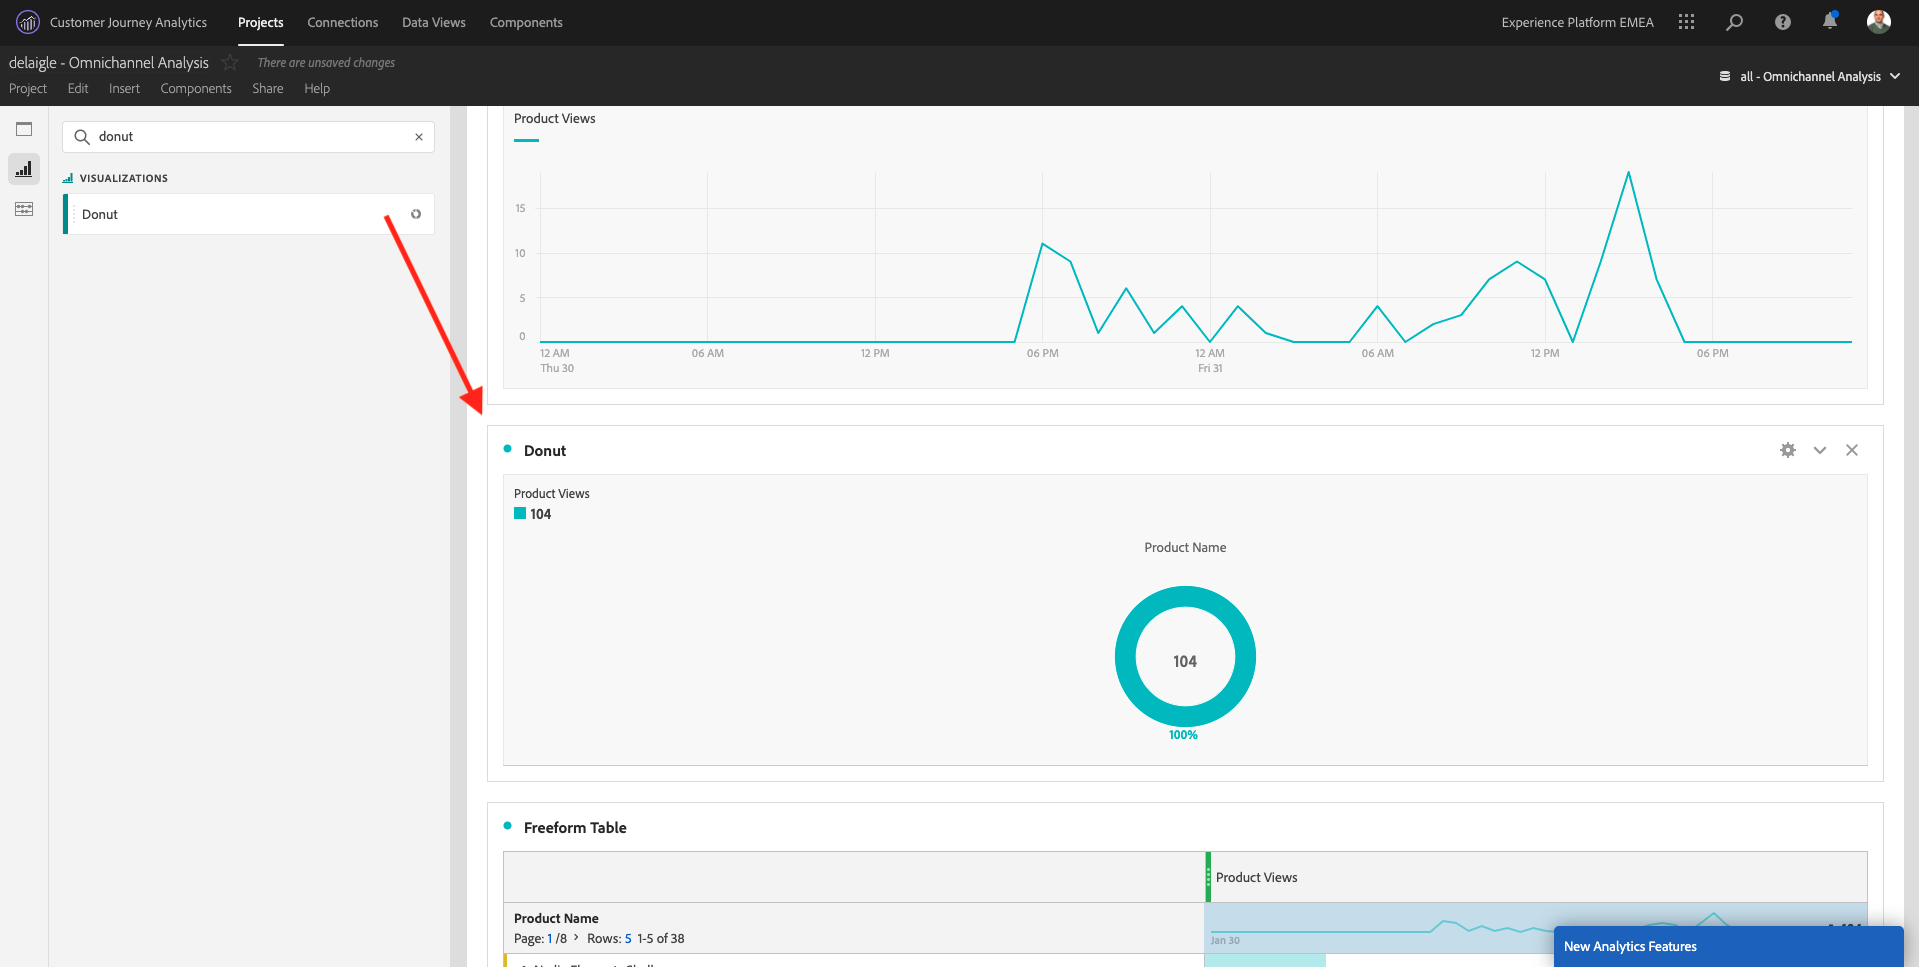 Customer Journey Analytics Projects Connections Data Views Components Experience Platform EMEA
delaigle - Omnichannel Analysis There are unsaved changes
all - Omnichannel Analysis
Project Edit Insert Components Share Help
donut
VISUALIZATIONS
Donut
Product Views
15
10
5
0
12 AM 06 AM 12 PM 06 PM 12 AM 06 AM 12 PM 06 PM
Thu 30 Fri 31
Donut
Product Views
104
Product Name
104
100%
Freeform Table
Product Views
Product Name
Page: 1 /8 > Rows: 5 1-5 of 38
Jan 30
New Analytics Features